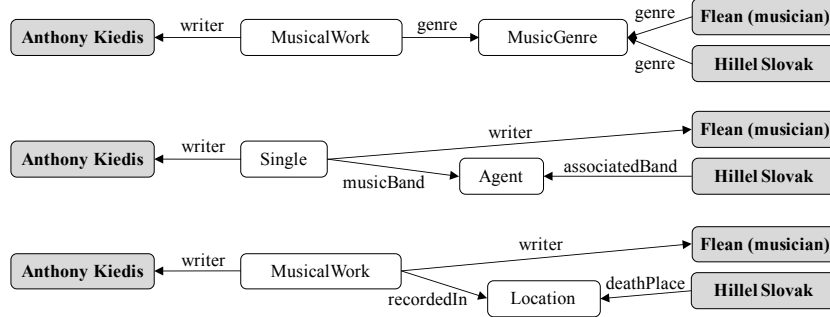 genre
Flean (musician)
writer
genre
Anthony Kiedis
MusicalWork
MusicGenre
genre
Hillel Slovak
writer
Flean (musician)
writer
Anthony Kiedis
Single
associatedBand
musicBand
Agent
Hillel Slovak
writer
Flean (musician)
writer
Anthony Kiedis
MusicalWork
deathPlace
recordedIn
Location
Hillel Slovak